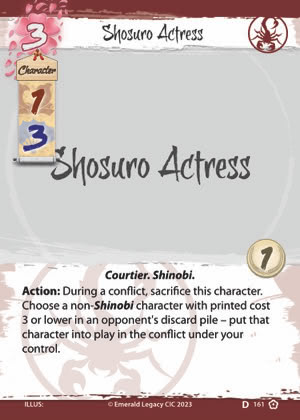 3
Shosuro Actress
Character
1
3
Shosuro Actress
1
Courtier. Shinobi.
Action: During a conflict, sacrifice this character.
Choose a non-Shinobi character with printed cost
3 or lower in an opponent's discard pile – put that
character into play in the conflict under your
control.
ILLUS: © Emerald Legacy CIC 2023 D 161